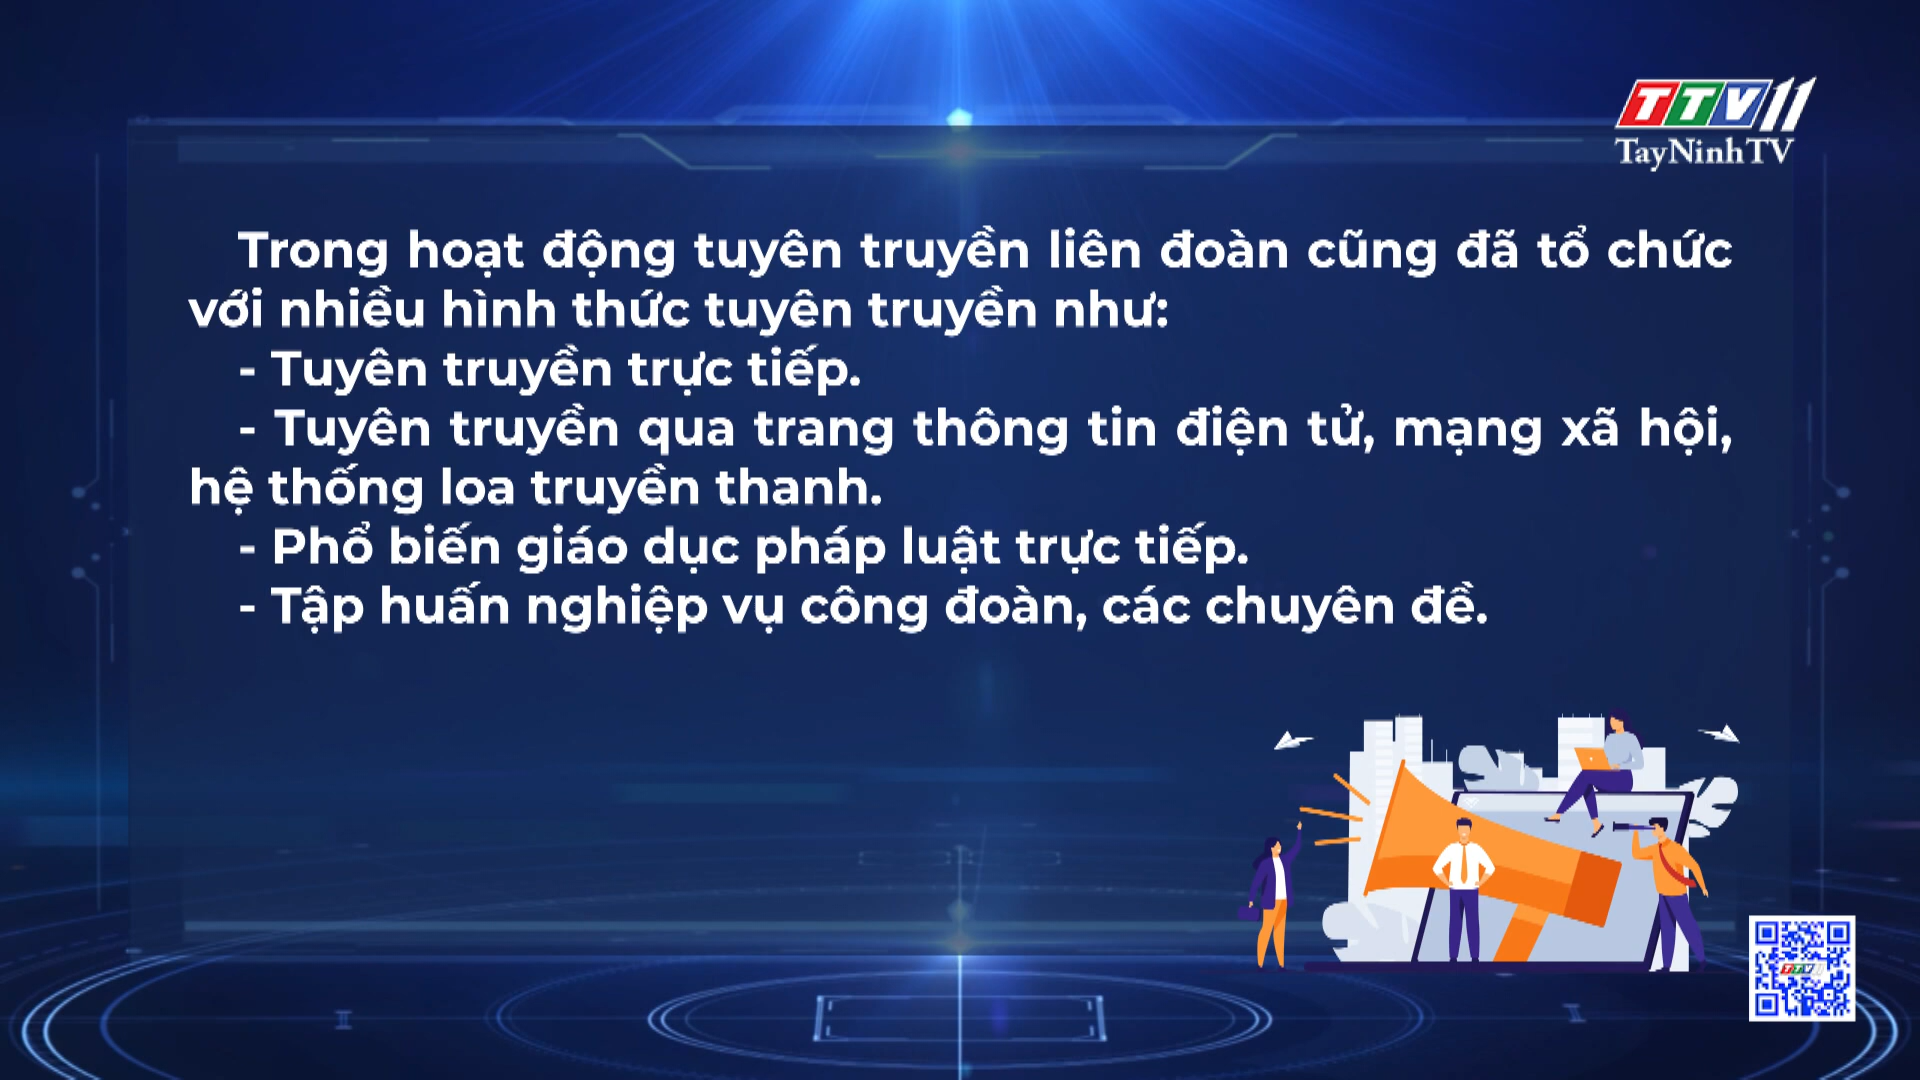 TTV11
TayNinhTV
Trong hoạt động tuyên truyền liên đoàn cũng đã tổ chức
với nhiều hình thức tuyên truyền như:
- Tuyên truyền trực tiếp.
- Tuyên truyền qua trang thông tin điện tử, mạng xã hội,
hệ thống loa truyền thanh.
- Phổ biến giáo dục pháp luật trực tiếp.
- Tập huấn nghiệp vụ công đoàn, các chuyên đề.
TTV11